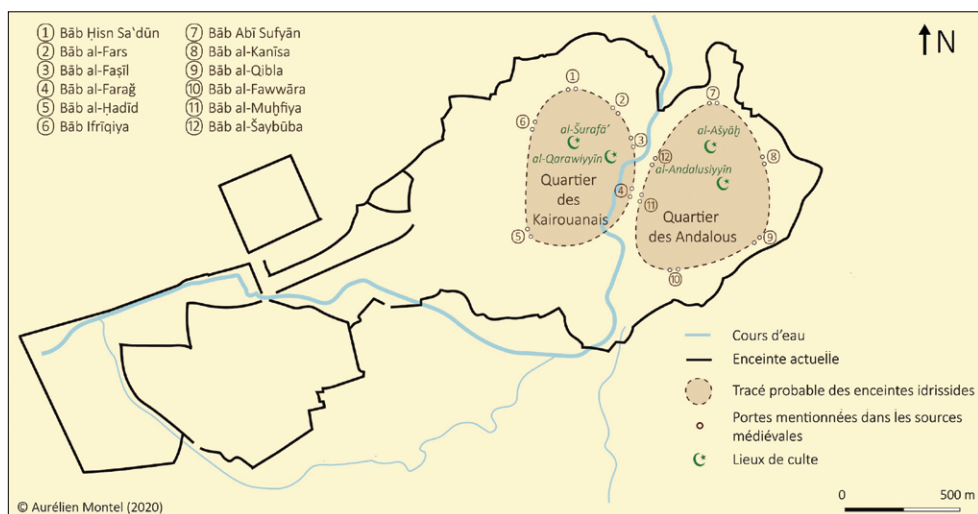 ① Bāb Ḥisn Sa'dūn
② Bāb al-Fars
③ Bāb al-Faṣīl
④ Bāb al-Farağ
⑤ Bāb al-Ḥadīd
⑥ Bāb Ifrīqiya
⑦ Bāb Abī Sufyān
⑧ Bāb al-Kanīsa
⑨ Bāb al-Qibla
⑩ Bāb al-Fawwāra
⑪ Bāb al-Muḫfiya
⑫ Bāb al-Šaybūba
N
①
②
③
④
⑤
⑥
al-Šurafā'
al-Qarawiyyīn
Quartier
des
Kairouanais
⑦
⑧
⑨
⑩
⑪
⑫
al-Ašyāḫ
al-Andalusiyyīn
Quartier
des Andalous
Cours d'eau
Enceinte actuelle
Tracé probable des enceintes idrissides
Portes mentionnées dans les sources
médiévales
Lieux de culte
0 500 m
© Aurélien Montel (2020)